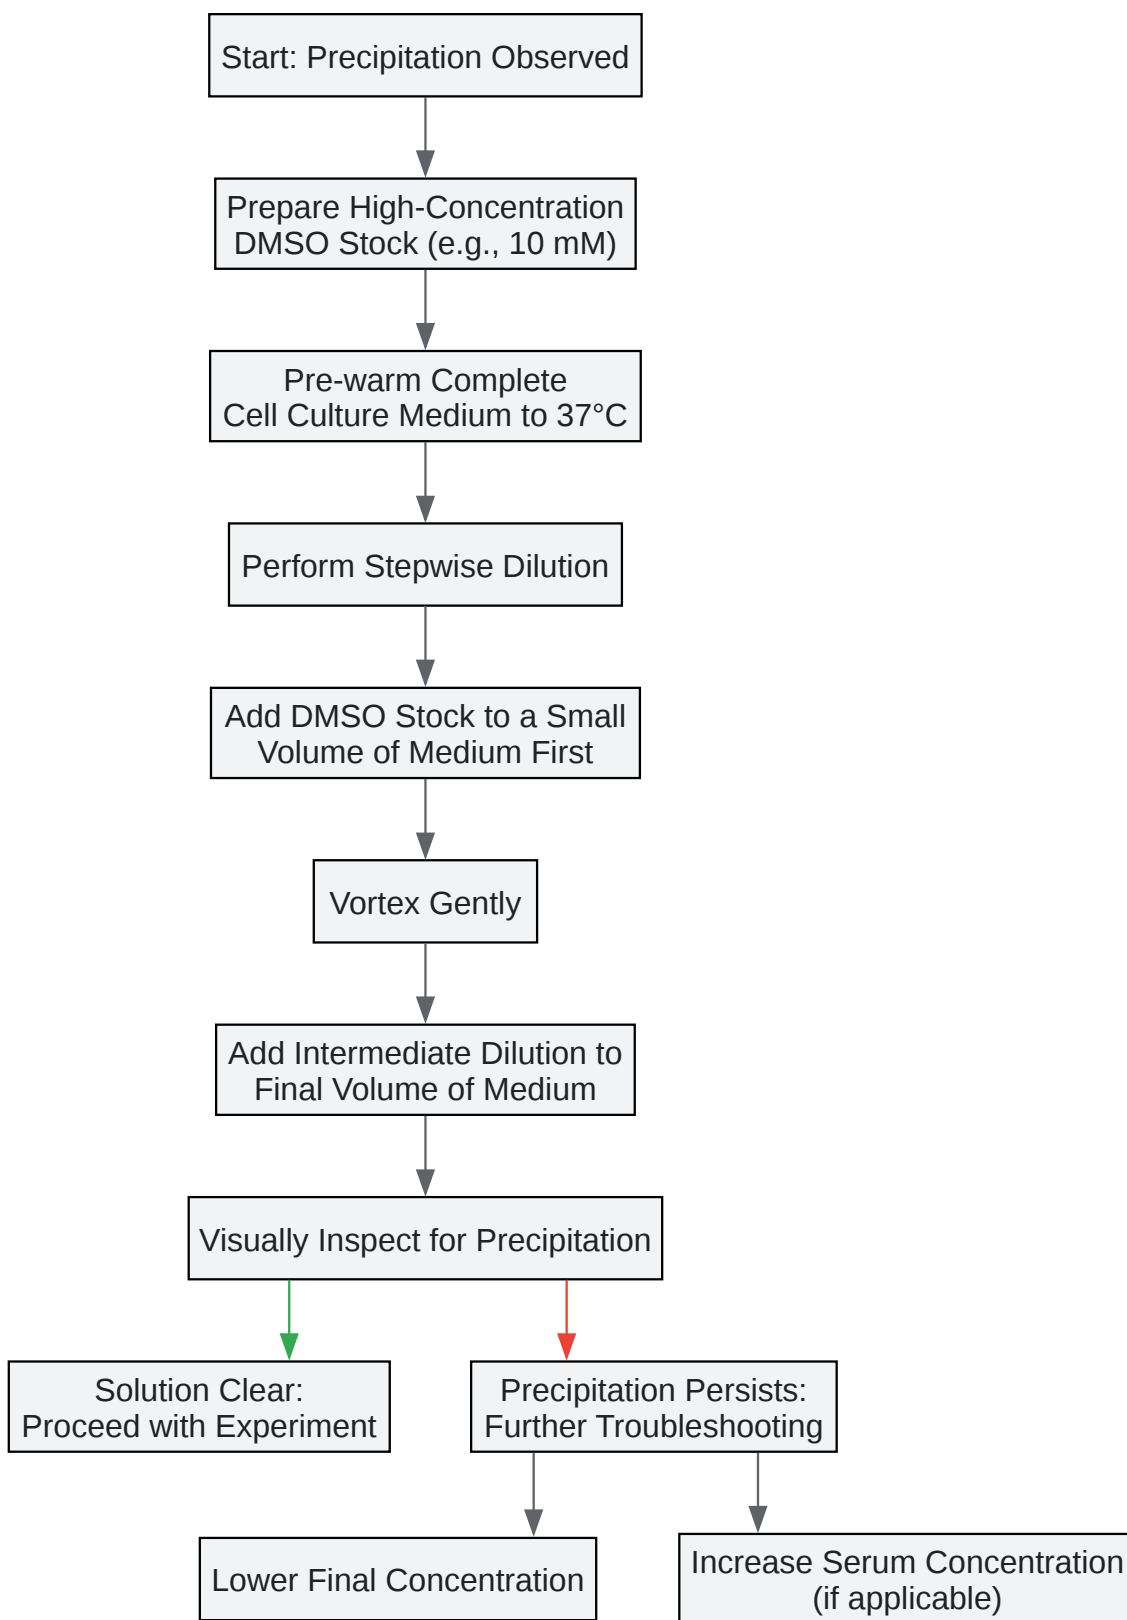 Start: Precipitation Observed
Prepare High-Concentration
DMSO Stock (e.g., 10 mM)
Pre-warm Complete
Cell Culture Medium to 37°C
Perform Stepwise Dilution
Add DMSO Stock to a Small
Volume of Medium First
Vortex Gently
Add Intermediate Dilution to
Final Volume of Medium
Visually Inspect for Precipitation
Solution Clear:
Proceed with Experiment
Precipitation Persists:
Further Troubleshooting
Lower Final Concentration
Increase Serum Concentration
(if applicable)